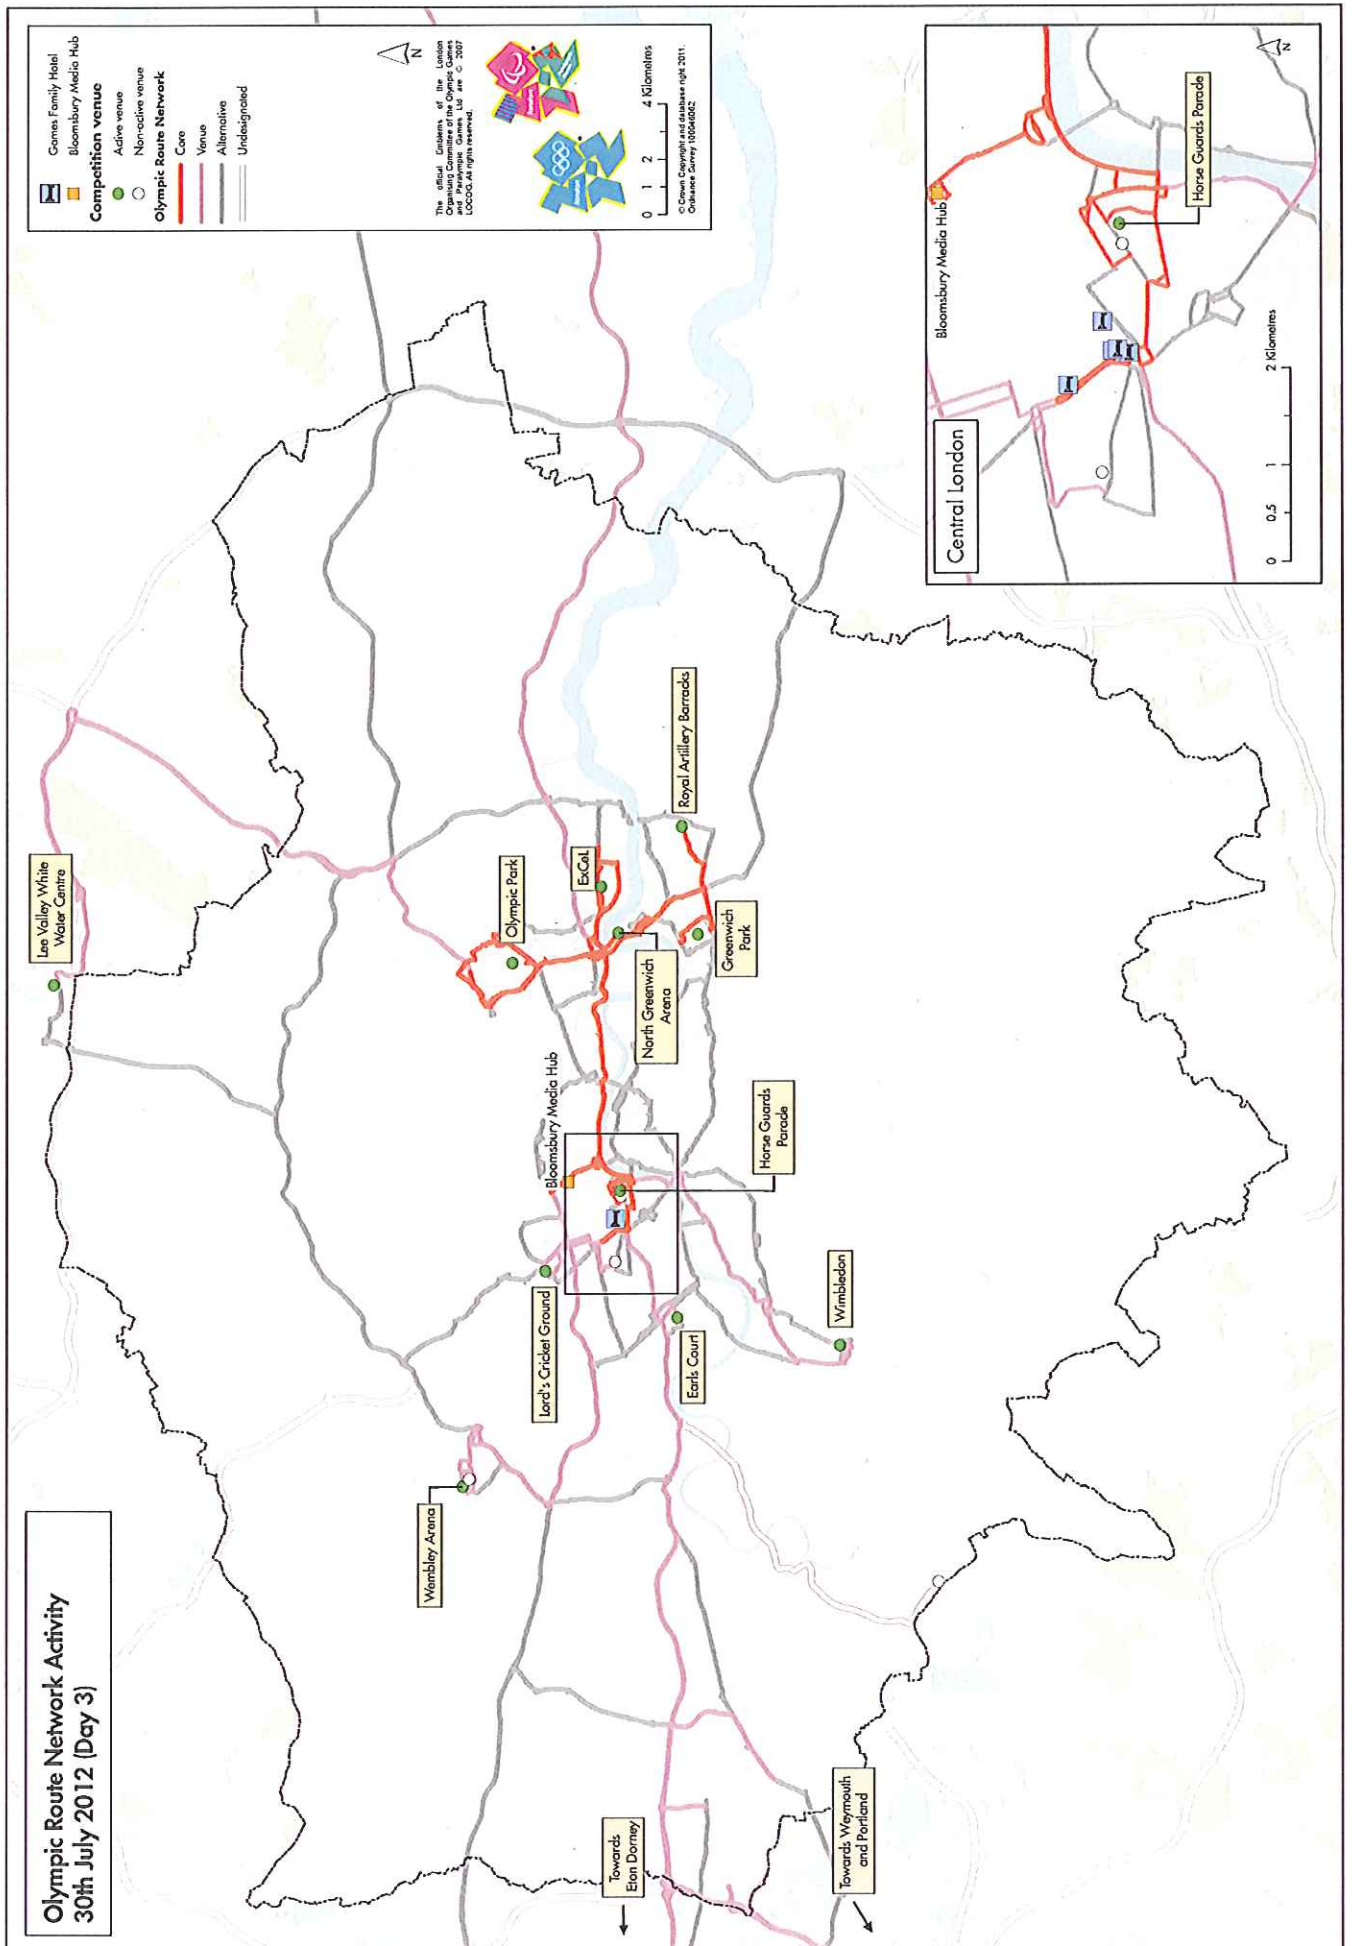 Olympic Route Network Activity
30th July 2012 (Day 3)
Games Family Hotel
Bloomsbury Media Hub
Competition venue
Active venue
Non-active venue
Olympic Route Network
Core
Venue
Alternative
Undesignated
N
The official Emblems of the London
Organising Committee of the Olympic Games
and Paralympic Games Ltd are © 2007
LOCOG. All rights reserved.
0 1 2 4 Kilometres
© Crown Copyright and database right 2011.
Ordnance Survey 100046062
Lee Valley White
Water Centre
Olympic Park
ExCeL
Royal Artillery Barracks
Greenwich
Park
North Greenwich
Arena
Bloomsbury Media Hub
Horse Guards
Parade
Lord's Cricket Ground
Earls Court
Wimbledon
Wembley Arena
Towards
Eton Dorney
Towards Weymouth
and Portland
Central London
Bloomsbury Media Hub
Horse Guards Parade
N
0 0.5 1 2 Kilometres